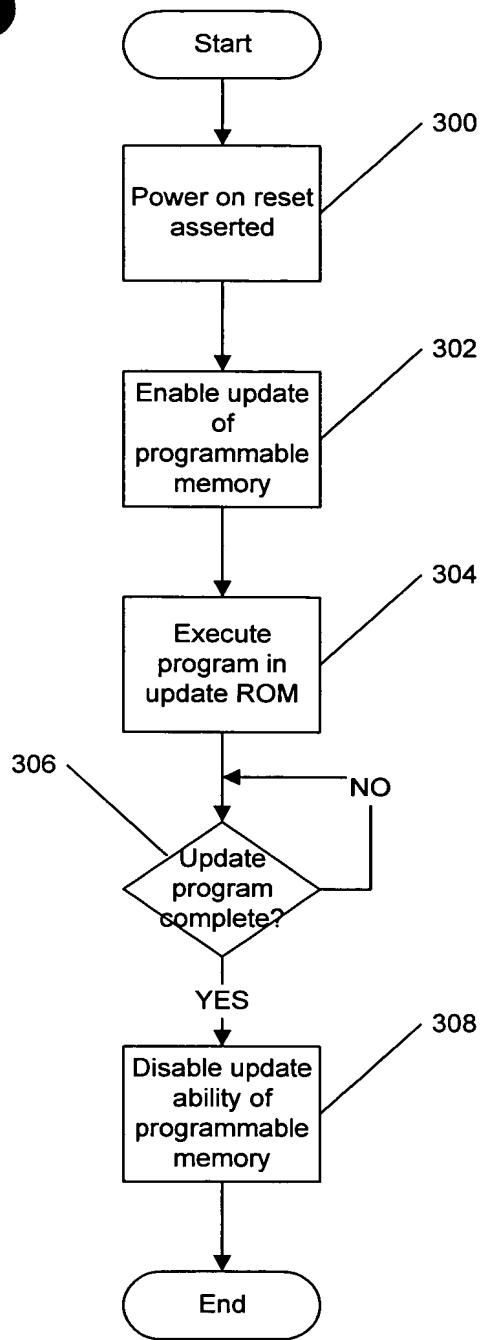 Start
300
Power on reset
asserted
302
Enable update
of
programmable
memory
304
Execute
program in
update ROM
306
NO
Update
program
complete?
YES
308
Disable update
ability of
programmable
memory
End